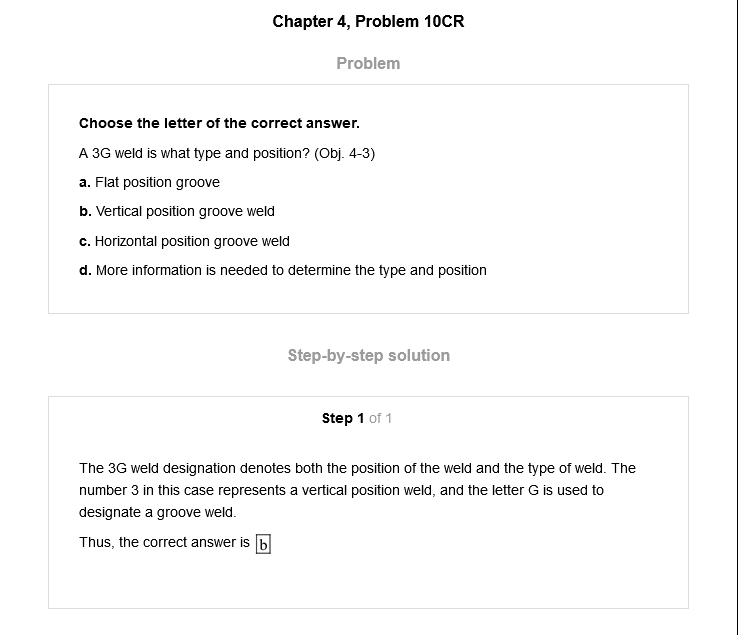 Chapter 4, Problem 10CR
Problem
Choose the letter of the correct answer.
A 3G weld is what type and position? (Obj. 4-3)
a. Flat position groove
b. Vertical position groove weld
c. Horizontal position groove weld
d. More information is needed to determine the type and position
Step-by-step solution
Step 1 of 1
The 3G weld designation denotes both the position of the weld and the type of weld. The
number 3 in this case represents a vertical position weld, and the letter G is used to
designate a groove weld.
Thus, the correct answer is b